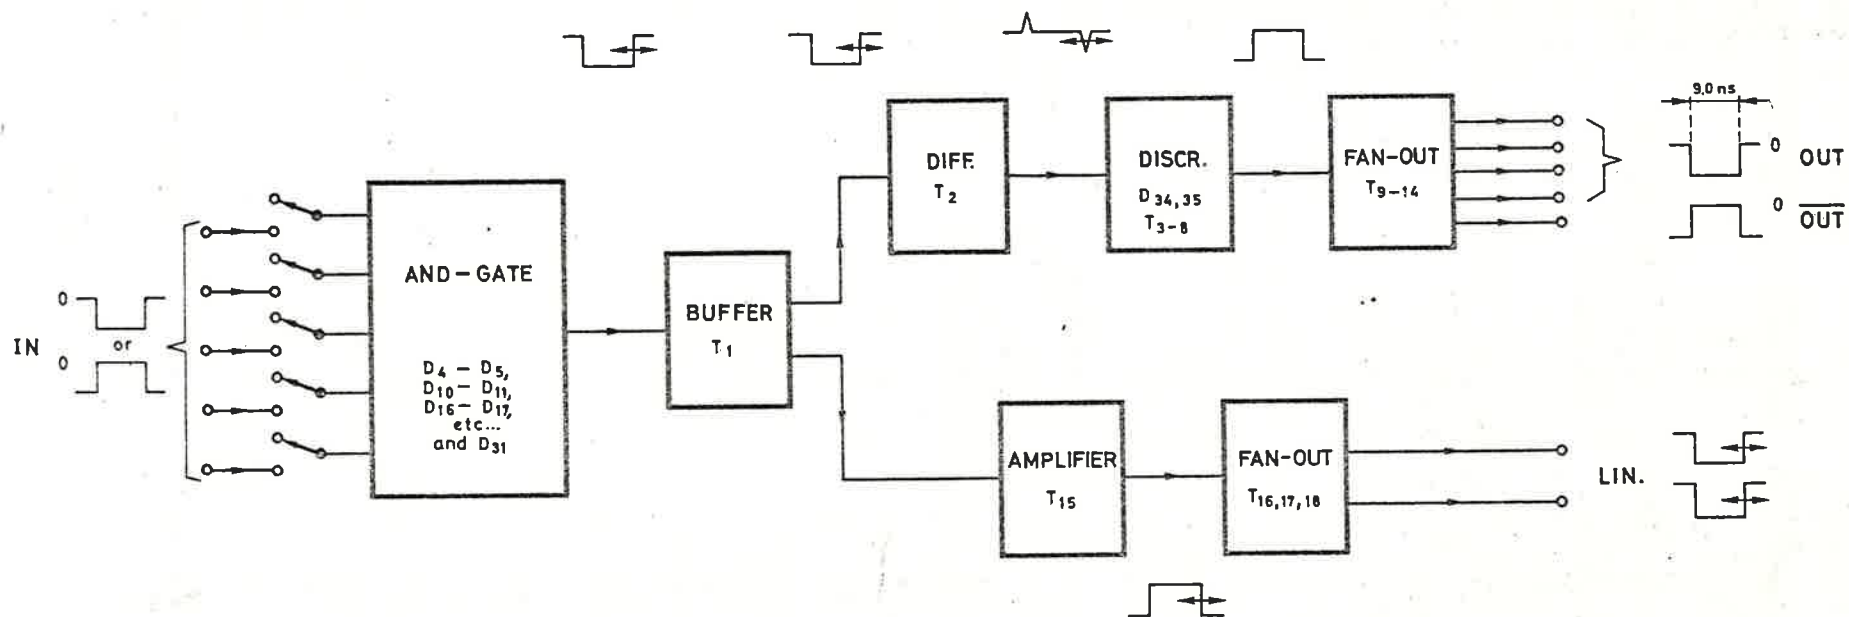 IN
0
or
0
AND-GATE
D4 - D5,
D10 - D11,
D16 - D17,
etc...
and D31
BUFFER
T1
DIFF.
T2
DISCR.
D34,35
T3-8
FAN-OUT
T9-14
9,0 ns
0 OUT
0 OUT
AMPLIFIER
T15
FAN-OUT
T16,17,18
LIN.